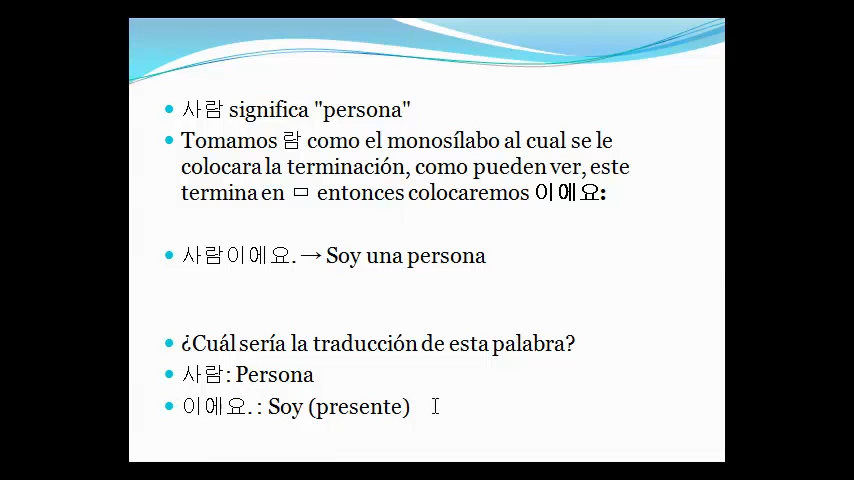 사람 significa "persona"
Tomamos 람 como el monosílabo al cual se le
colocara la terminación, como pueden ver, este
termina en ㅁ entonces colocaremos 이에요:
사람이에요. → Soy una persona
¿Cuál sería la traducción de esta palabra?
사람: Persona
이에요. : Soy (presente)